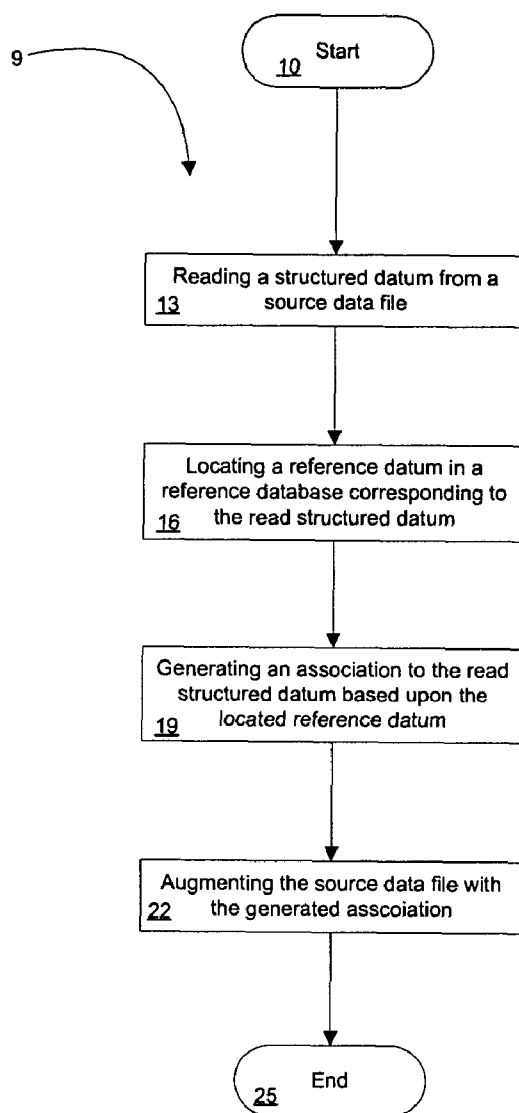 9
Start
10
Reading a structured datum from a
source data file
13
Locating a reference datum in a
reference database corresponding to
the read structured datum
16
Generating an association to the read
structured datum based upon the
located reference datum
19
Augmenting the source data file with
the generated asscoiation
22
End
25